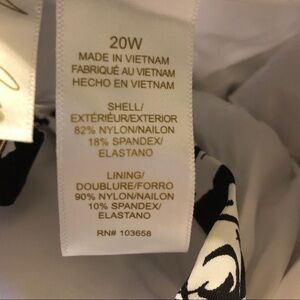 20W
MADE IN VIETNAM
FABRIQUÉ AU VIETNAM
HECHO EN VIETNAM
SHELL/
EXTÉRIEUR/EXTERIOR
82% NYLON/NAILON
18% SPANDEX/
ELASTANO
LINING/
DOUBLURE/FORRO
90% NYLON/NAILON
10% SPANDEX/
ELASTANO
RN# 103658